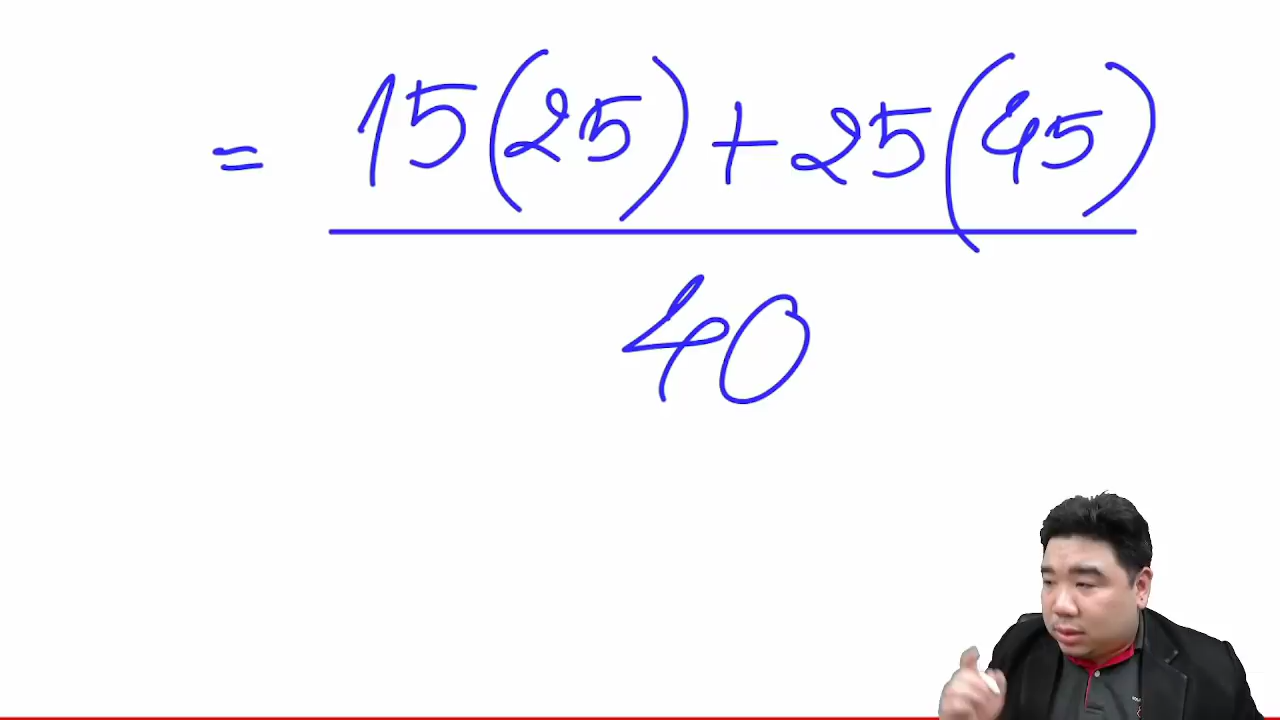 = 15(25) + 25(45)
40